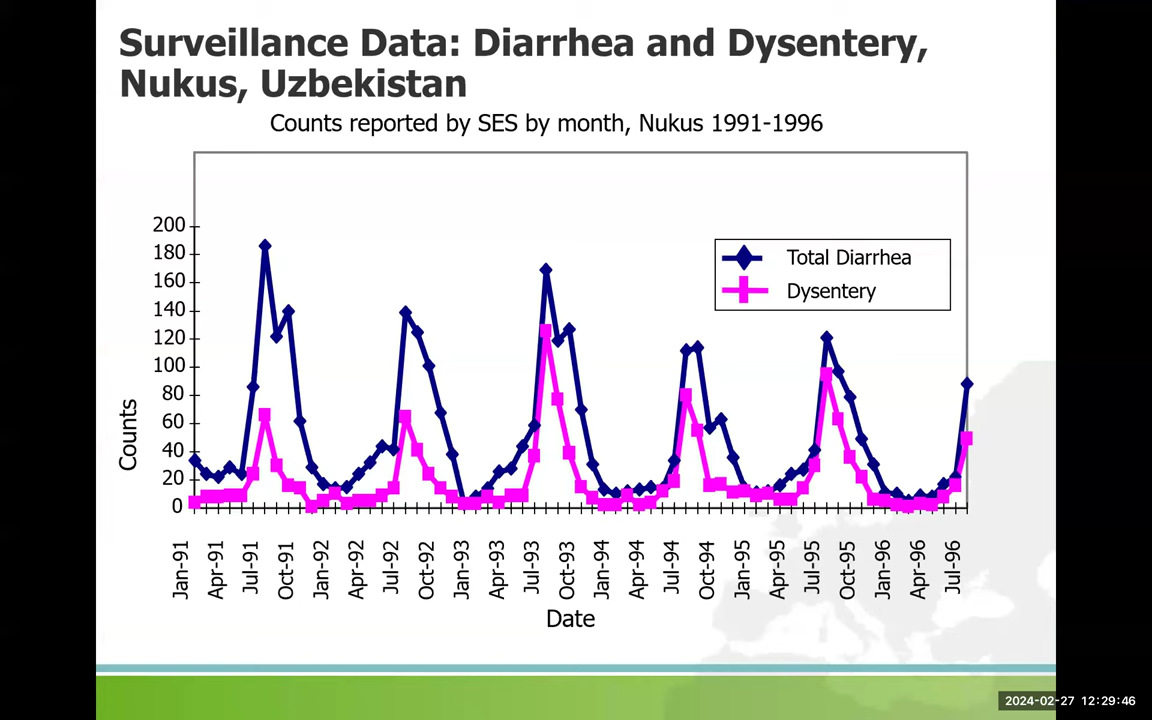 Surveillance Data: Diarrhea and Dysentery,
Nukus, Uzbekistan
Counts reported by SES by month, Nukus 1991-1996
Counts
200
180
160
140
120
100
80
60
40
20
0
Total Diarrhea
Dysentery
Jan-91
Apr-91
Jul-91
Oct-91
Jan-92
Apr-92
Jul-92
Oct-92
Jan-93
Apr-93
Jul-93
Oct-93
Jan-94
Apr-94
Jul-94
Oct-94
Jan-95
Apr-95
Jul-95
Oct-95
Jan-96
Apr-96
Jul-96
Date
2024-02-27 12:29:46